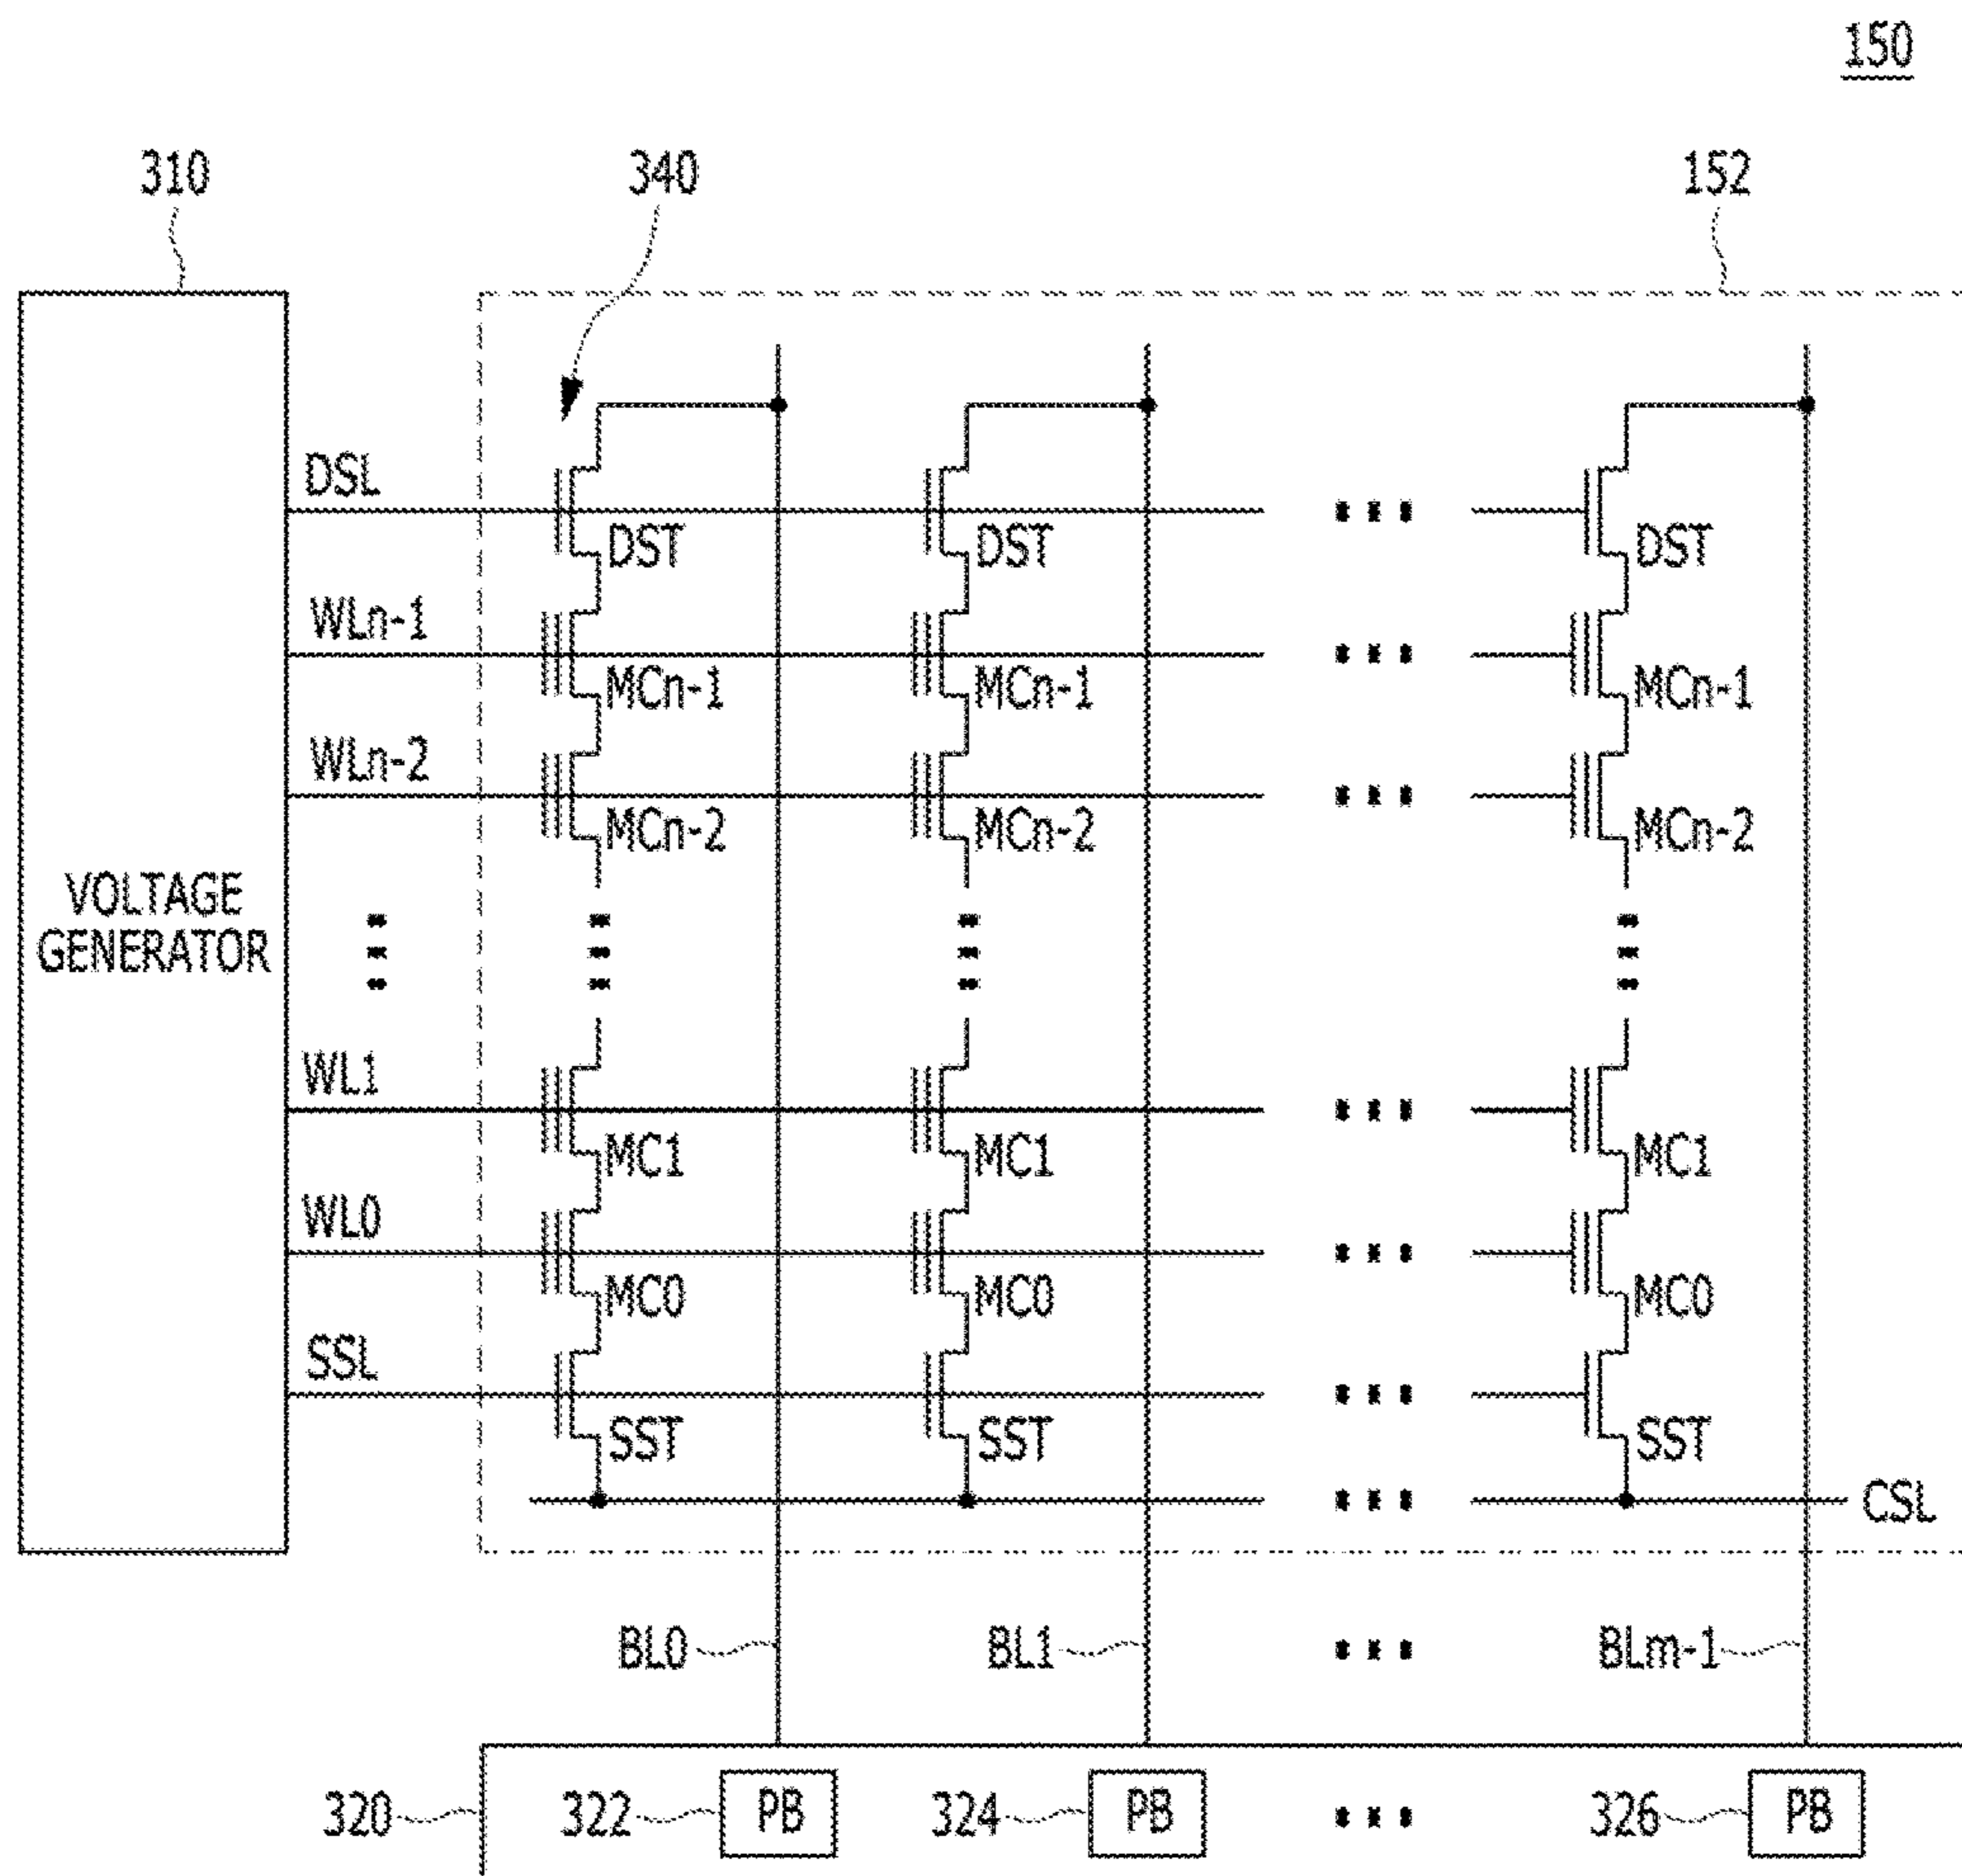 150
310 340 152
DSL
DST DST DST
WLn-1
MCn-1 MCn-1 MCn-1
WLn-2
MCn-2 MCn-2 MCn-2
VOLTAGE
GENERATOR
WL1
MC1 MC1 MC1
WL0
MC0 MC0 MC0
SSL
SST SST SST
CSL
BL0 BL1 BLm-1
320 322 PB 324 PB 326 PB